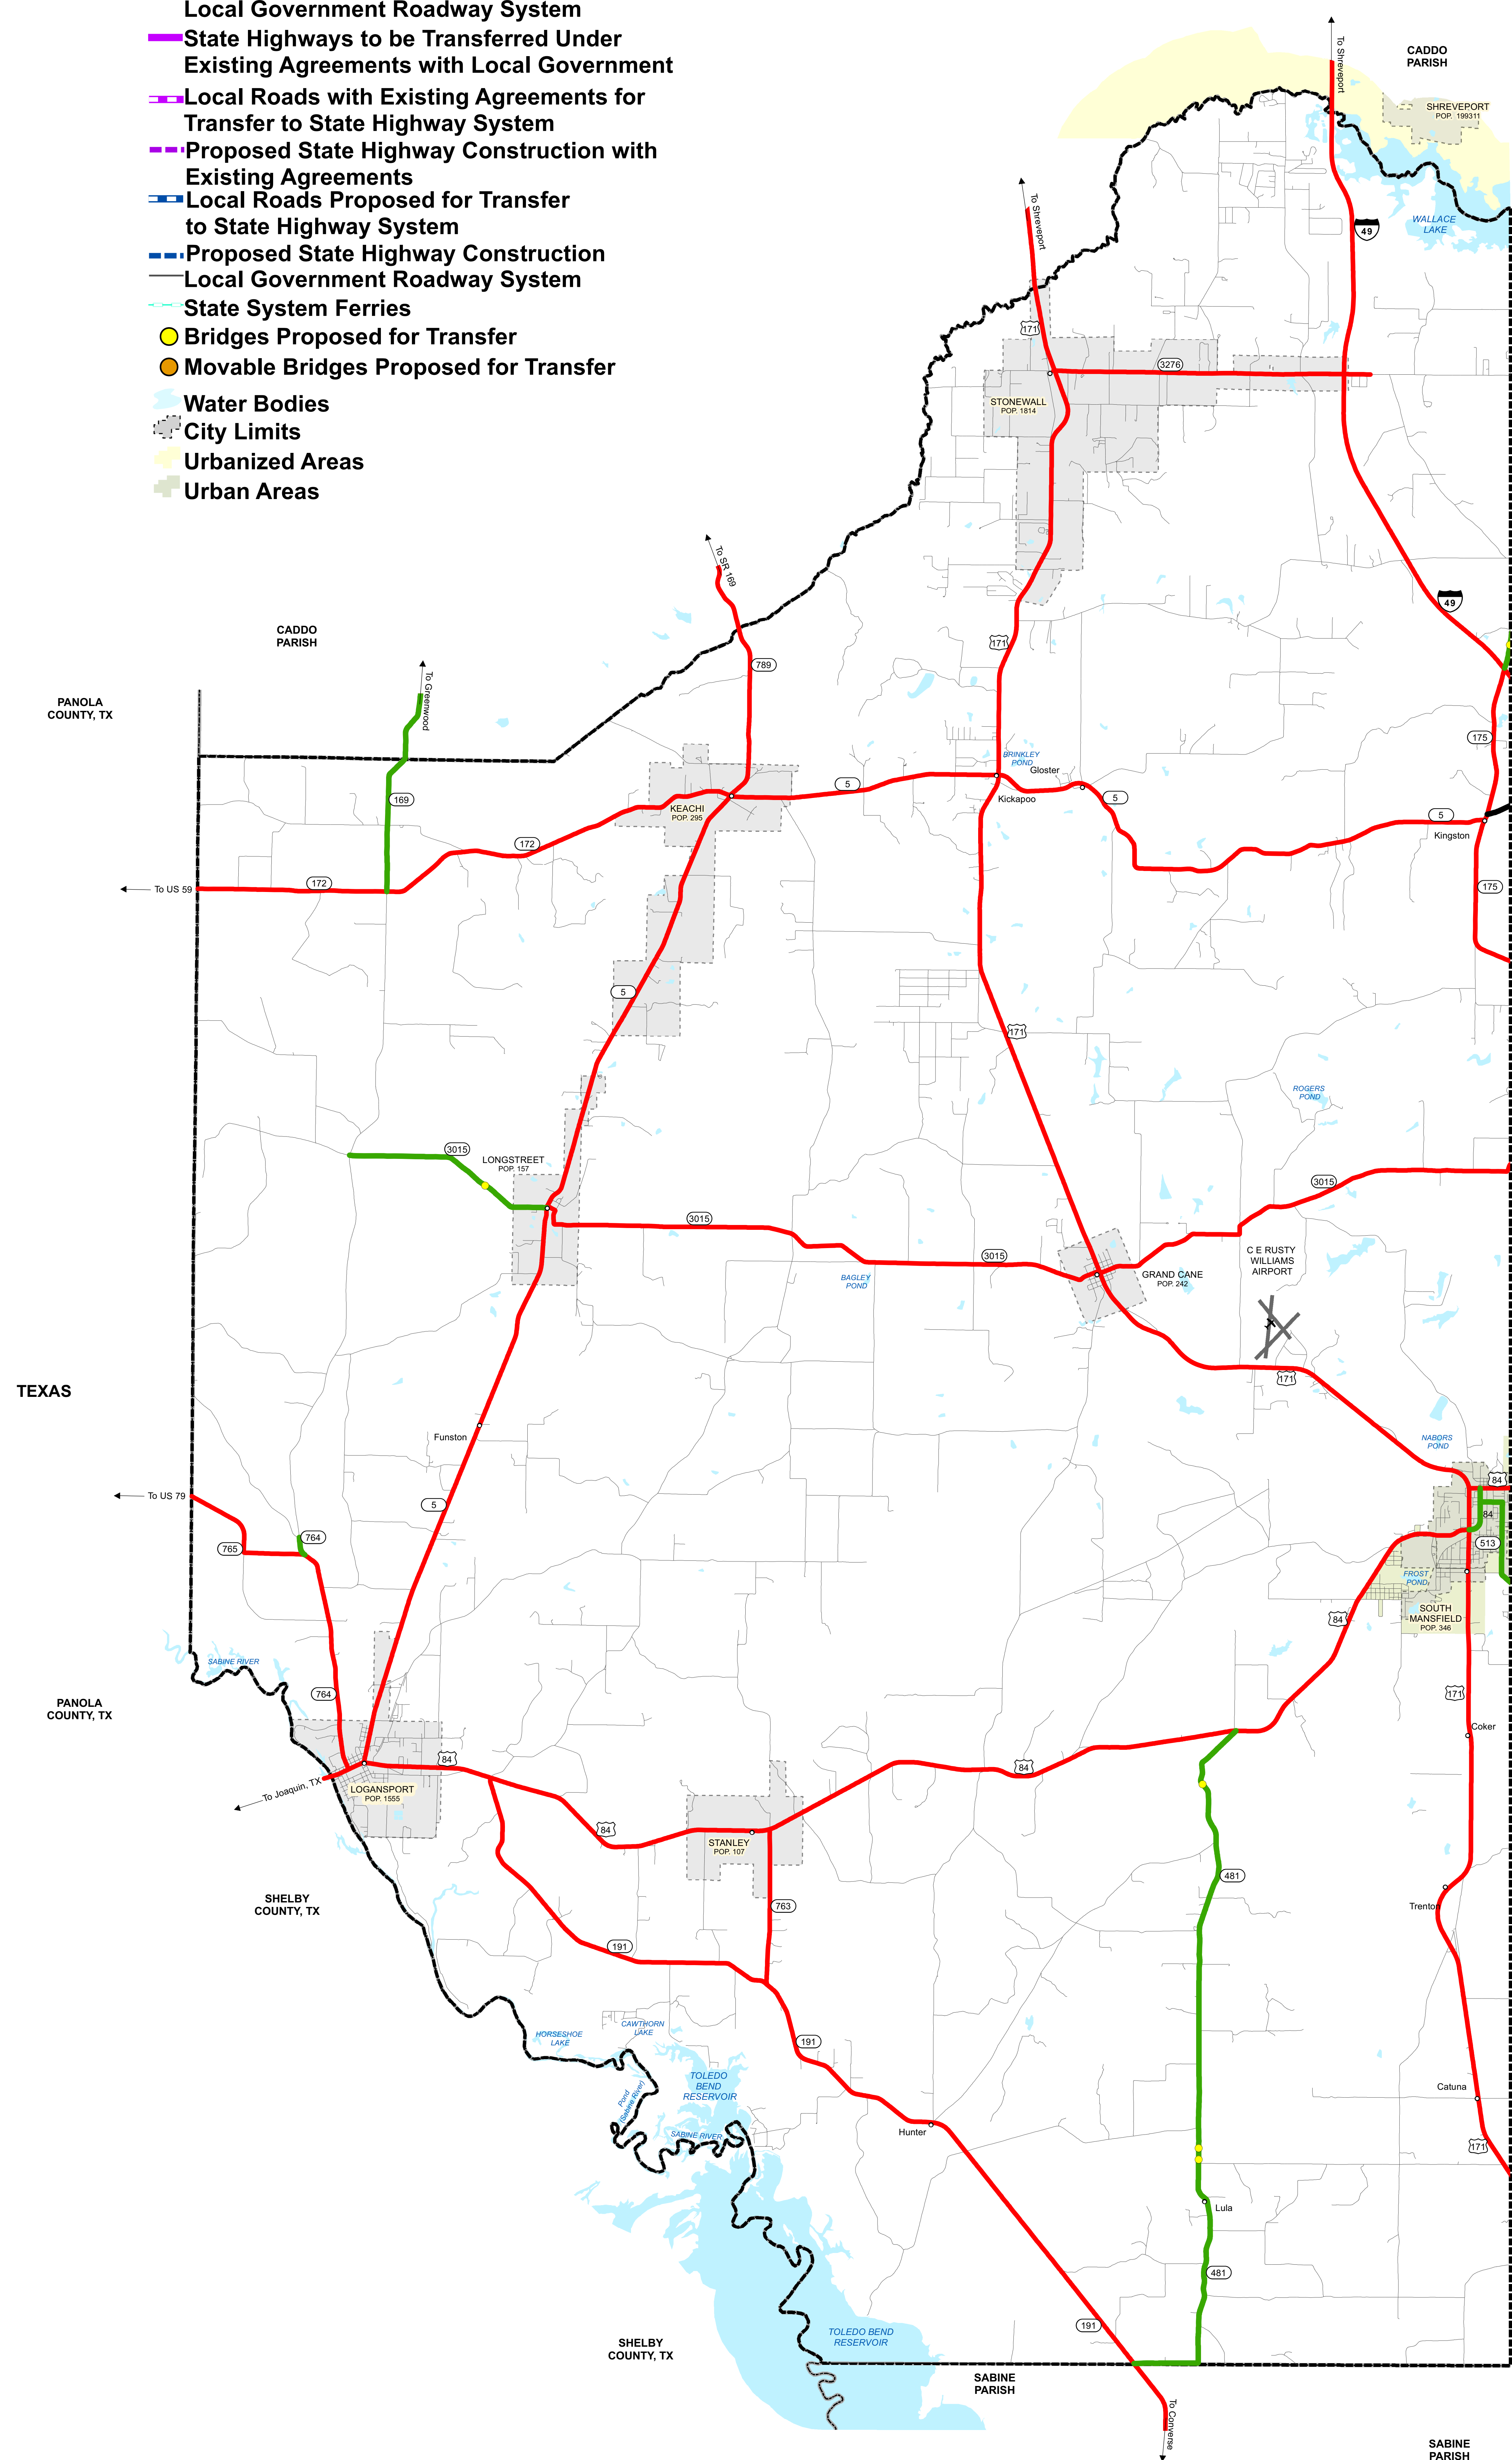 Local Government Roadway System
State Highways to be Transferred Under
Existing Agreements with Local Government
Local Roads with Existing Agreements for
Transfer to State Highway System
Proposed State Highway Construction with
Existing Agreements
Local Roads Proposed for Transfer
to State Highway System
Proposed State Highway Construction
Local Government Roadway System
State System Ferries
Bridges Proposed for Transfer
Movable Bridges Proposed for Transfer
Water Bodies
City Limits
Urbanized Areas
Urban Areas
To Shreveport
CADDO
PARISH
SHREVEPORT
POP. 199311
WALLACE
LAKE
49
To Shreveport
171
3276
STONEWALL
POP. 1814
To SR 169
49
CADDO
PARISH
171
789
To Greenwood
PANOLA
COUNTY, TX
175
BRINKLEY
POND
Gloster
Kickapoo
5
5
5
Kingston
169
KEACHI
POP. 295
172
172
To US 59
175
5
171
ROGERS
POND
3015
LONGSTREET
POP. 157
3015
3015
3015
C E RUSTY
WILLIAMS
AIRPORT
GRAND CANE
POP. 242
BAGLEY
POND
171
TEXAS
Funston
NABORS
POND
84
To US 79
5
84
764
765
513
FROST
POND
SOUTH
MANSFIELD
POP. 346
84
SABINE RIVER
764
171
PANOLA
COUNTY, TX
Coker
84
84
To Joaquin, TX
LOGANSPORT
POP. 1555
84
STANLEY
POP. 107
481
SHELBY
COUNTY, TX
763
Trenton
191
HORSESHOE
LAKE
CAWTHORN
LAKE
191
TOLEDO
BEND
RESERVOIR
Pond
(Sabine River)
Catuna
SABINE RIVER
Hunter
171
Lula
481
191
TOLEDO BEND
RESERVOIR
SHELBY
COUNTY, TX
SABINE
PARISH
To Converse
SABINE
PARISH